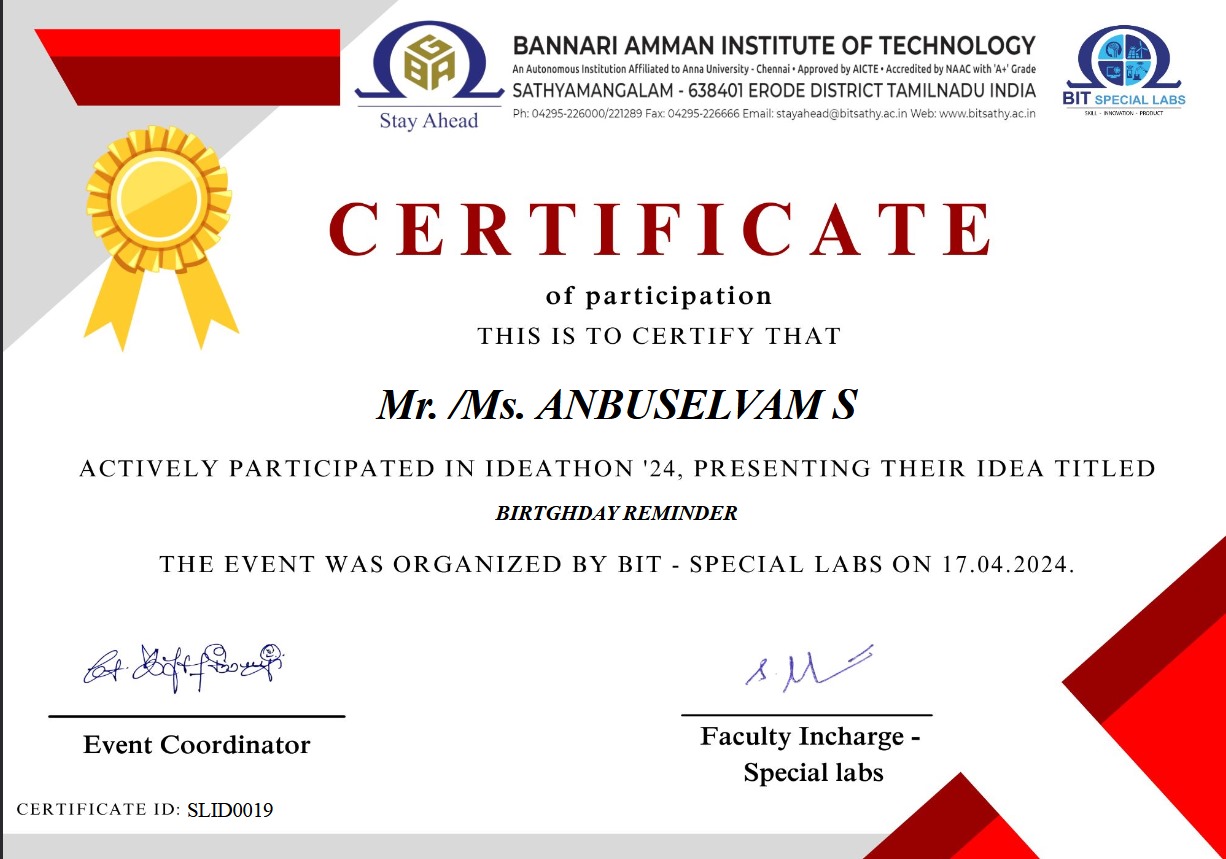 BANNARI AMMAN INSTITUTE OF TECHNOLOGY
An Autonomous Institution Affiliated to Anna University - Chennai • Approved by AICTE • Accredited by NAAC with 'A+' Grade
SATHYAMANGALAM - 638401 ERODE DISTRICT TAMILNADU INDIA
Ph: 04295-226000/221289 Fax: 04295-226666 Email: stayahead@bitsathy.ac.in Web: www.bitsathy.ac.in
GBA
Stay Ahead
BIT SPECIAL LABS
SKILL - INNOVATION - PRODUCT
CERTIFICATE
of participation
THIS IS TO CERTIFY THAT
Mr. /Ms. ANBUSELVAM S
ACTIVELY PARTICIPATED IN IDEATHON '24, PRESENTING THEIR IDEA TITLED
BIRTGHDAY REMINDER
THE EVENT WAS ORGANIZED BY BIT - SPECIAL LABS ON 17.04.2024.
Event Coordinator
Faculty Incharge -
Special labs
CERTIFICATE ID: SLID0019